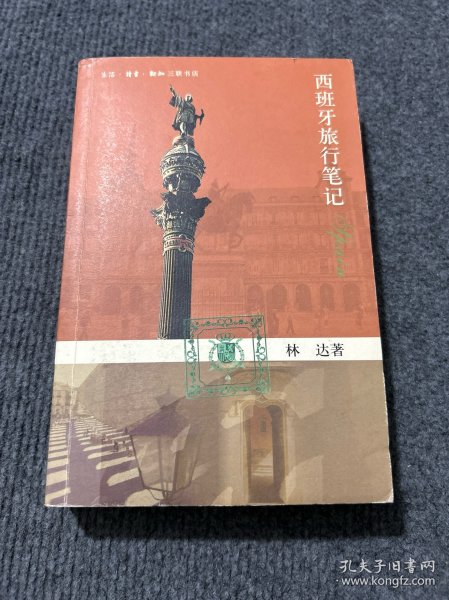 生活·读书·新知三联书店
西班牙旅行笔记
林 达著
孔夫子旧书网
www.kongfz.com